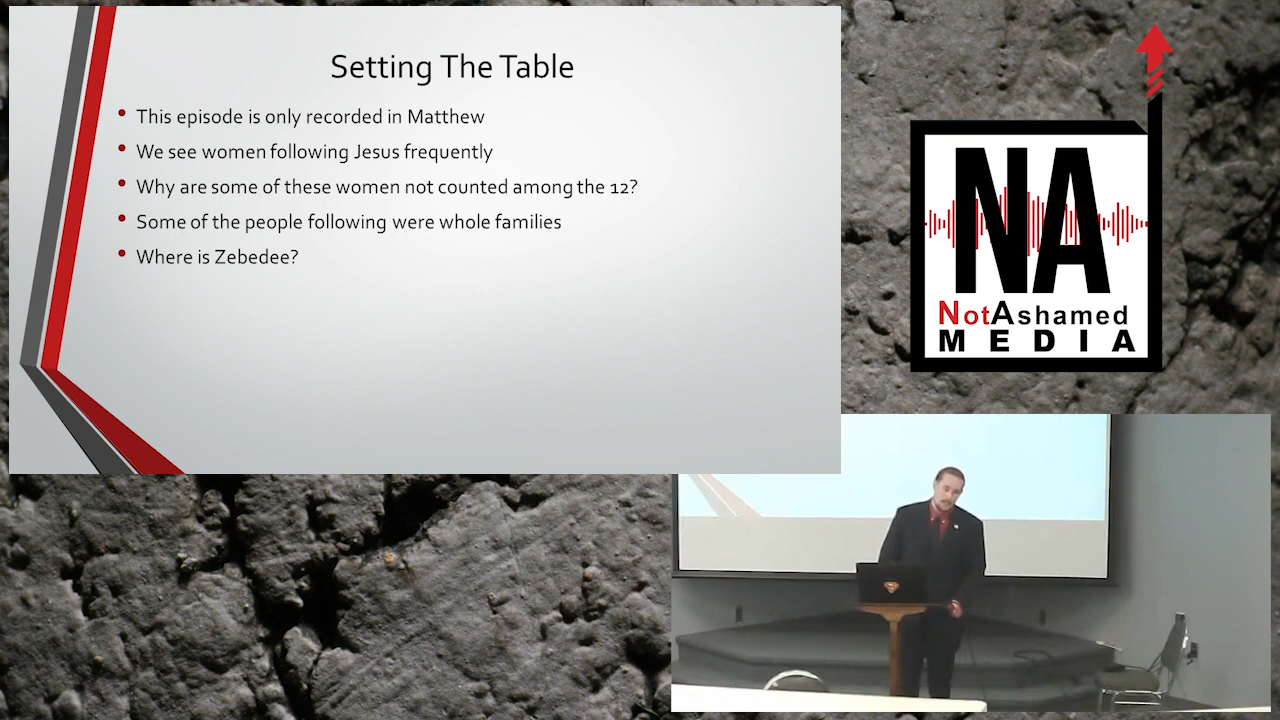 Setting The Table
This episode is only recorded in Matthew
We see women following Jesus frequently
Why are some of these women not counted among the 12?
Some of the people following were whole families
Where is Zebedee?
NA
NotAshamed
MEDIA